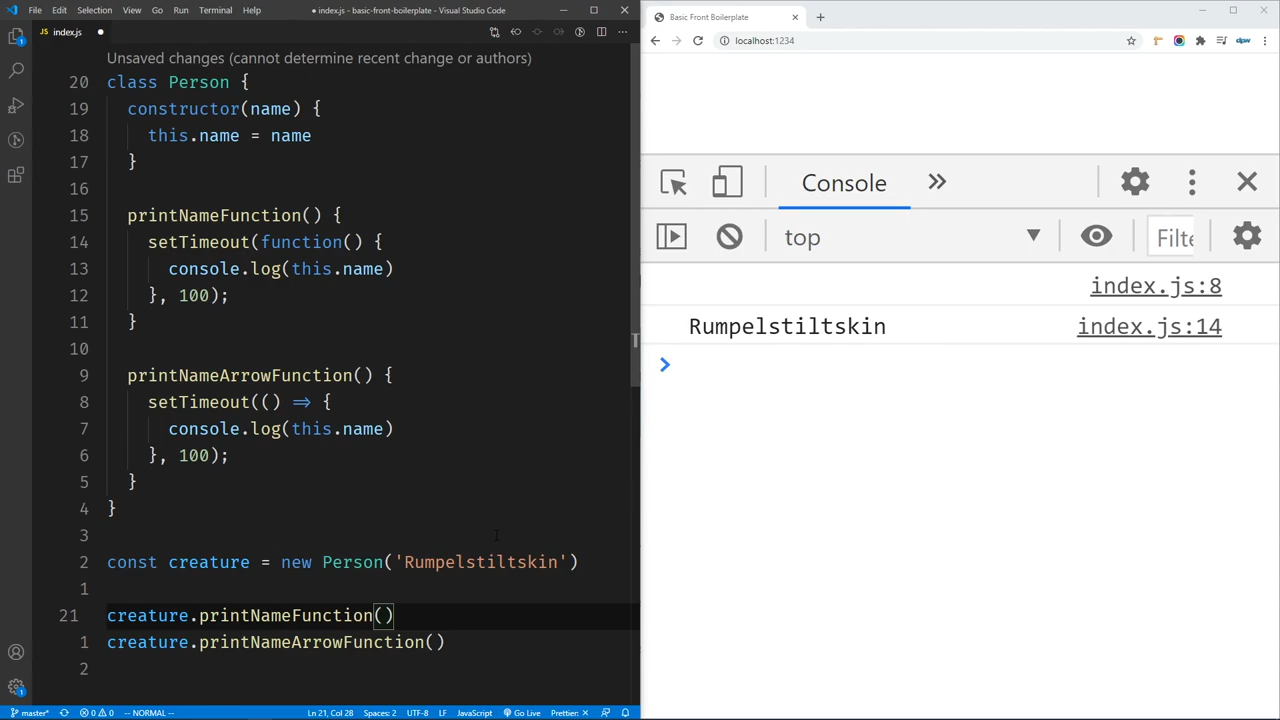 File Edit Selection View Go Run Terminal Help ● index.js - basic-front-boilerplate - Visual Studio Code
JS index.js ●
Unsaved changes (cannot determine recent change or authors)
20 class Person {
19 constructor(name) {
18 this.name = name
17 }
16
15 printNameFunction() {
14 setTimeout(function() {
13 console.log(this.name)
12 }, 100);
11 }
10
9 printNameArrowFunction() {
8 setTimeout(() => {
7 console.log(this.name)
6 }, 100);
5 }
4 }
3
2 const creature = new Person('Rumpelstiltskin')
1
21 creature.printNameFunction()
1 creature.printNameArrowFunction()
2
master* 0 0 -- NORMAL -- Ln 21, Col 28 Spaces: 2 UTF-8 LF JavaScript Go Live Prettier: ×
Basic Front Boilerplate
localhost:1234
dpw
Console
top Filte
index.js:8
Rumpelstiltskin index.js:14